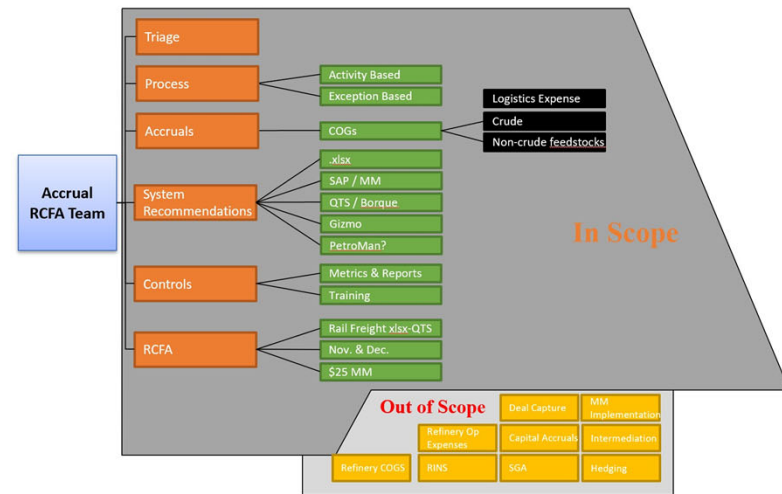 Accrual
RCFA Team
Triage
Process
Activity Based
Exception Based
Accruals
COGs
Logistics Expense
Crude
Non-crude feedstocks
System
Recommendations
.xlsx
SAP / MM
QTS / Borque
Gizmo
PetroMan?
In Scope
Controls
Metrics & Reports
Training
RCFA
Rail Freight xlsx-QTS
Nov. & Dec.
$25 MM
Out of Scope
Deal Capture
MM
Implementation
Refinery Op
Expenses
Capital Accruals
Intermediation
Refinery COGS
RINS
SGA
Hedging